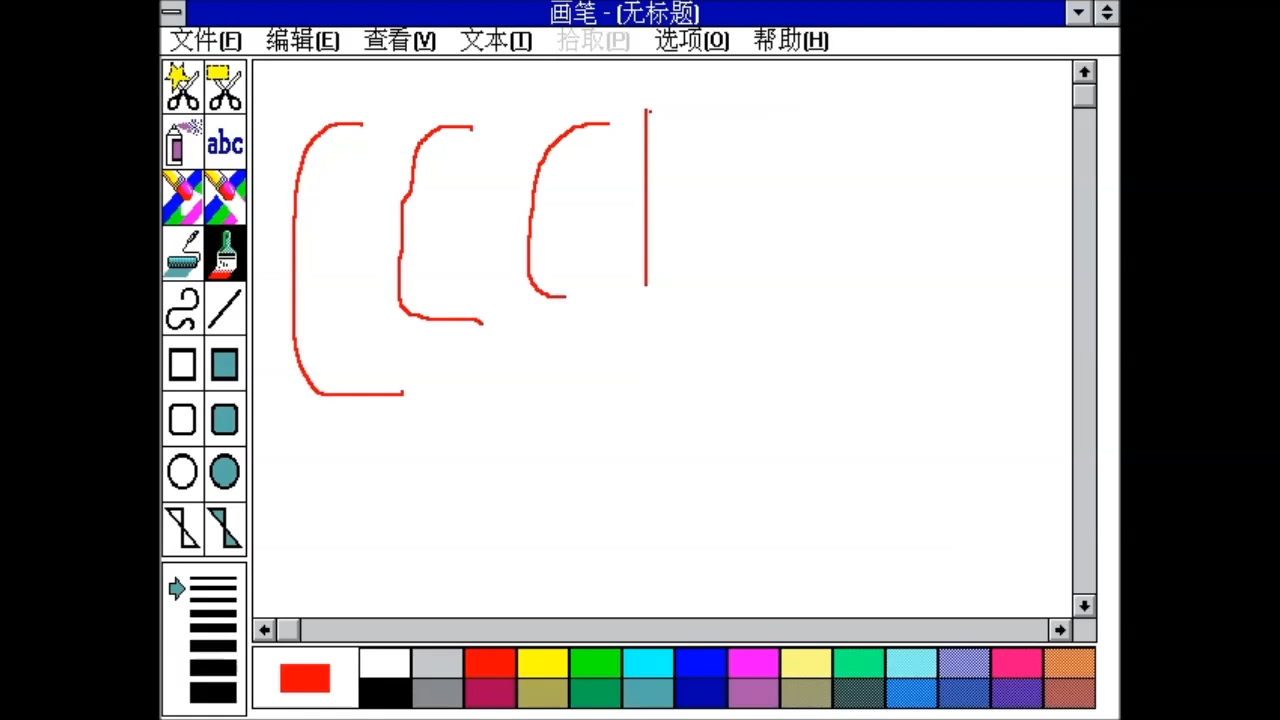 画笔 - (无标题)
文件(F) 编辑(E) 查看(V) 文本(T) 拾取(P) 选项(O) 帮助(H)
abc